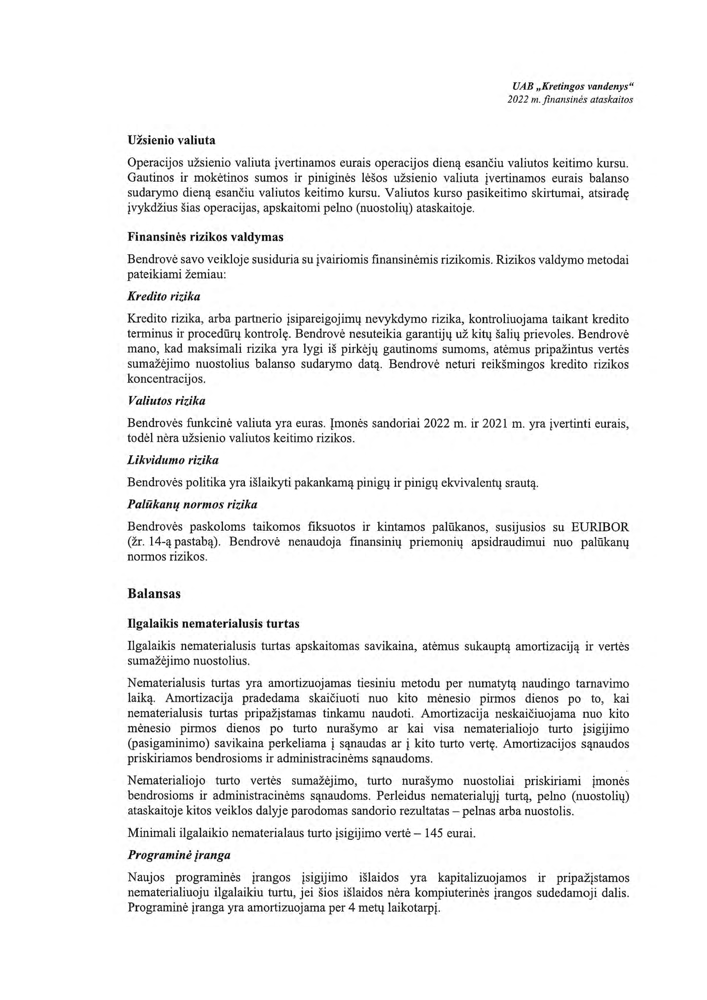 UAB „Kretingos vandenys“
2022 m. finansinės ataskaitos
Užsienio valiuta
Operacijos užsienio valiuta įvertinamos eurais operacijos dieną esančiu valiutos keitimo kursu.
Gautinos ir mokėtinos sumos ir piniginės lėšos užsienio valiuta įvertinamos eurais balanso
sudarymo dieną esančiu valiutos keitimo kursu. Valiutos kurso pasikeitimo skirtumai, atsiradę
įvykdžius šias operacijas, apskaitomi pelno (nuostolių) ataskaitoje.
Finansinės rizikos valdymas
Bendrovė savo veikloje susiduria su įvairiomis finansinėmis rizikomis. Rizikos valdymo metodai
pateikiami žemiau:
Kredito rizika
Kredito rizika, arba partnerio įsipareigojimų nevykdymo rizika, kontroliuojama taikant kredito
terminus ir procedūrų kontrolę. Bendrovė nesuteikia garantijų už kitų šalių prievoles. Bendrovė
mano, kad maksimali rizika yra lygi iš pirkėjų gautinoms sumoms, atėmus pripažintus vertės
sumažėjimo nuostolius balanso sudarymo datą. Bendrovė neturi reikšmingos kredito rizikos
koncentracijos.
Valiutos rizika
Bendrovės funkcinė valiuta yra euras. Įmonės sandoriai 2022 m. ir 2021 m. yra įvertinti eurais,
todėl nėra užsienio valiutos keitimo rizikos.
Likvidumo rizika
Bendrovės politika yra išlaikyti pakankamą pinigų ir pinigų ekvivalentų srautą.
Palūkanų normos rizika
Bendrovės paskoloms taikomos fiksuotos ir kintamos palūkanos, susijusios su EURIBOR
(žr. 14-ą pastabą). Bendrovė nenaudoja finansinių priemonių apsidraudimui nuo palūkanų
normos rizikos.
Balansas
Ilgalaikis nematerialusis turtas
Ilgalaikis nematerialusis turtas apskaitomas savikaina, atėmus sukauptą amortizaciją ir vertės
sumažėjimo nuostolius.
Nematerialusis turtas yra amortizuojamas tiesiniu metodu per numatytą naudingo tarnavimo
laiką. Amortizacija pradedama skaičiuoti nuo kito mėnesio pirmos dienos po to, kai
nematerialusis turtas pripažįstamas tinkamu naudoti. Amortizacija neskaičiuojama nuo kito
mėnesio pirmos dienos po turto nurašymo ar kai visa nematerialiojo turto įsigijimo
(pasigaminimo) savikaina perkeliama į sąnaudas ar į kito turto vertę. Amortizacijos sąnaudos
priskiriamos bendrosioms ir administracinėms sąnaudoms.
Nematerialiojo turto vertės sumažėjimo, turto nurašymo nuostoliai priskiriami įmonės
bendrosioms ir administracinėms sąnaudoms. Perleidus nematerialųjį turtą, pelno (nuostolių)
ataskaitoje kitos veiklos dalyje parodomas sandorio rezultatas – pelnas arba nuostolis.
Minimali ilgalaikio nematerialaus turto įsigijimo vertė – 145 eurai.
Programinė įranga
Naujos programinės įrangos įsigijimo išlaidos yra kapitalizuojamos ir pripažįstamos
nematerialiuoju ilgalaikiu turtu, jei šios išlaidos nėra kompiuterinės įrangos sudedamoji dalis.
Programinė įranga yra amortizuojama per 4 metų laikotarpį.